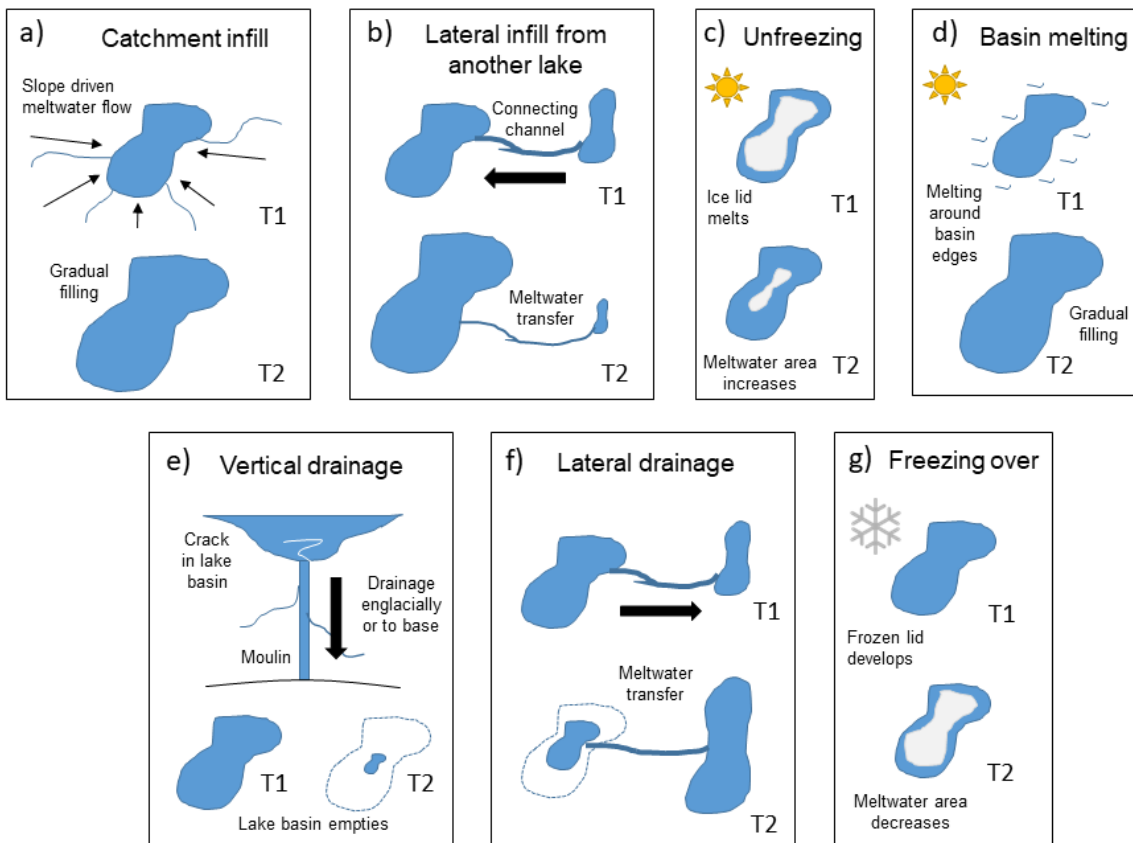 a) Catchment infill
Slope driven
meltwater flow
T1
Gradual
filling
T2
b) Lateral infill from
another lake
Connecting
channel
T1
Meltwater
transfer
T2
c) Unfreezing
Ice lid
melts
T1
Meltwater area
increases
T2
d) Basin melting
Melting
around
basin
edges
T1
Gradual
filling
T2
e) Vertical drainage
Crack
in lake
basin
Drainage
englacially
or to base
Moulin
T1
T2
Lake basin empties
f) Lateral drainage
T1
Meltwater
transfer
T2
g) Freezing over
T1
Frozen lid
develops
T2
Meltwater area
decreases